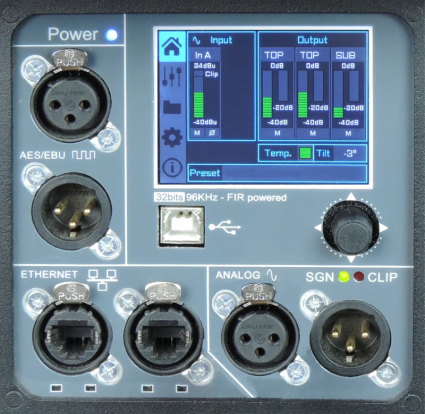 Power
PUSH
AES/EBU
Input
Output
In A
24dBu
Clip
-40dBu
M Ø
TOP TOP SUB
0dB 0dB 0dB
-20dB -20dB -20dB
-40dB -40dB -40dB
M M M
Temp. Tilt -3°
Preset
32bits 96KHz - FIR powered
ETHERNET
PUSH PUSH
ANALOG
PUSH
SGN CLIP